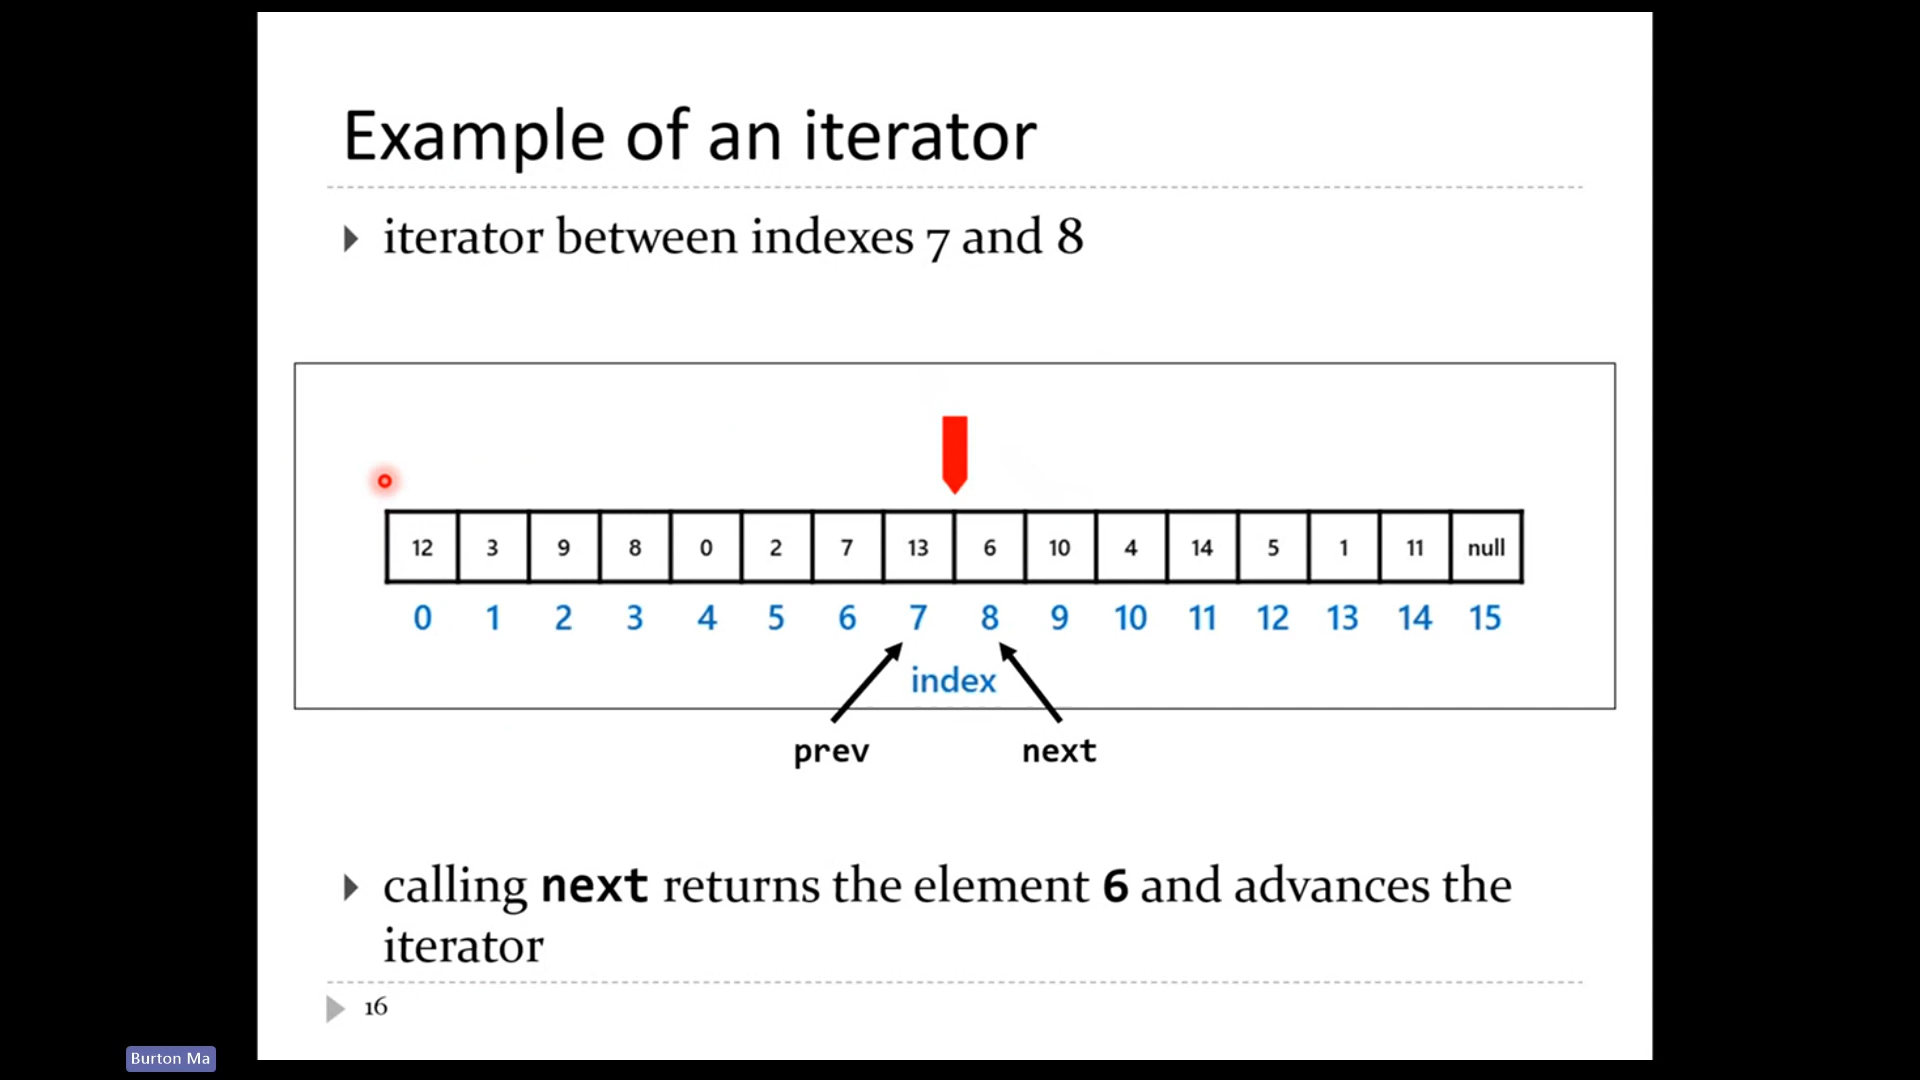 Example of an iterator
iterator between indexes 7 and 8
12 3 9 8 0 2 7 13 6 10 4 14 5 1 11 null
0 1 2 3 4 5 6 7 8 9 10 11 12 13 14 15
index
prev next
calling next returns the element 6 and advances the
iterator
16
Burton Ma